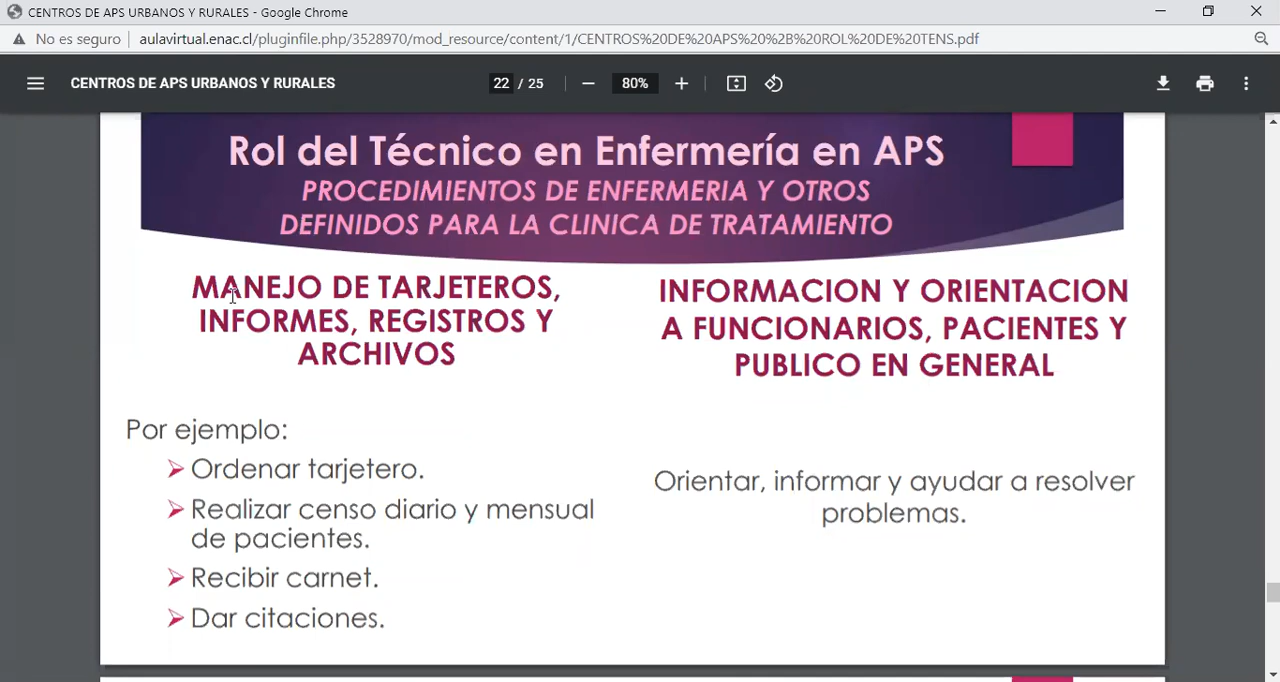 CENTROS DE APS URBANOS Y RURALES - Google Chrome
No es seguro | aulavirtual.enac.cl/pluginfile.php/3528970/mod_resource/content/1/CENTROS%20DE%20APS%20%2B%20ROL%20DE%20TENS.pdf
CENTROS DE APS URBANOS Y RURALES 22 / 25 80%
Rol del Técnico en Enfermería en APS
PROCEDIMIENTOS DE ENFERMERIA Y OTROS
DEFINIDOS PARA LA CLINICA DE TRATAMIENTO
MANEJO DE TARJETEROS,
INFORMES, REGISTROS Y
ARCHIVOS
Por ejemplo:
Ordenar tarjetero.
Realizar censo diario y mensual
de pacientes.
Recibir carnet.
Dar citaciones.
INFORMACION Y ORIENTACION
A FUNCIONARIOS, PACIENTES Y
PUBLICO EN GENERAL
Orientar, informar y ayudar a resolver
problemas.